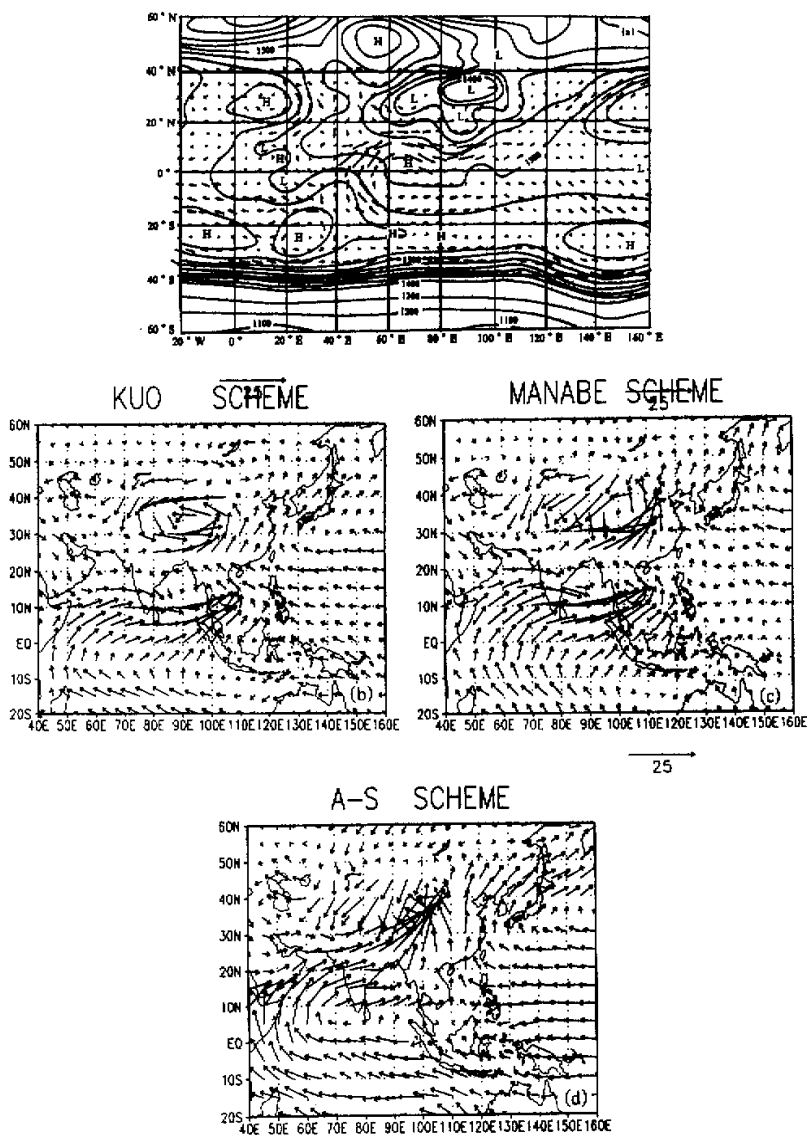 60°N
40°
20°
0°
20°
40°
60°S
20°W 0° 20°E 40°E 60°E 80°E 100°E 120°E 140°E 160°E
(a)
H
L
1500
1400
1300
1200
1100
KUO SCHEME
25
60N
50N
40N
30N
20N
10N
EQ
10S
20S
40E 50E 60E 70E 80E 90E 100E 110E 120E 130E 140E 150E 160E
(b)
MANABE SCHEME
25
60N
50N
40N
30N
20N
10N
EQ
10S
20S
40E 50E 60E 70E 80E 90E 100E 110E 120E 130E 140E 150E 160E
(c)
25
A-S SCHEME
60N
50N
40N
30N
20N
10N
EQ
10S
20S
40E 50E 60E 70E 80E 90E 100E 110E 120E 130E 140E 150E 160E
(d)